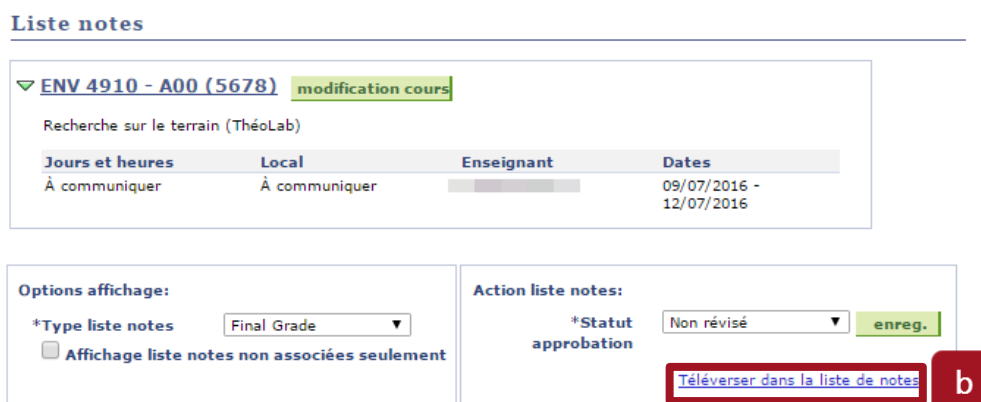 Liste notes
ENV 4910 - A00 (5678) modification cours
Recherche sur le terrain (ThéoLab)
Jours et heures Local Enseignant Dates
À communiquer À communiquer 09/07/2016 -
12/07/2016
Options affichage:
*Type liste notes Final Grade
Affichage liste notes non associées seulement
Action liste notes:
*Statut approbation Non révisé enreg.
Téléverser dans la liste de notes b